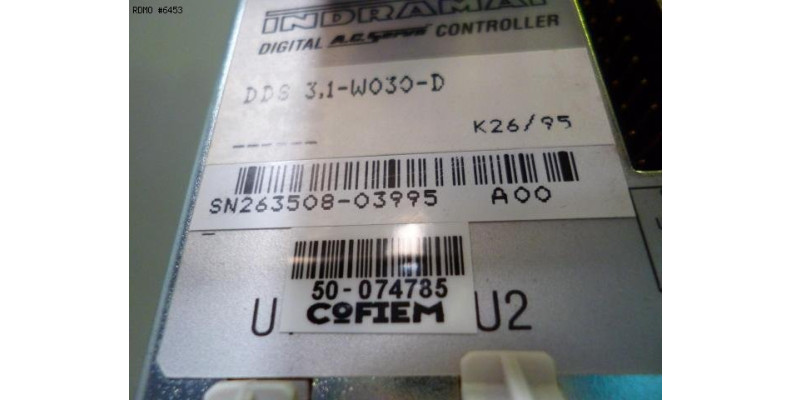 RDMO #6453
INDRAMAT
DIGITAL A.C. Servo CONTROLLER
DDS 3.1-W030-D
K26/95
SN263508-03995 A00
50-074785
COFIEM
U U2